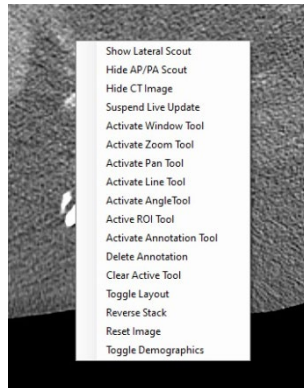 Show Lateral Scout
Hide AP/PA Scout
Hide CT Image
Suspend Live Update
Activate Window Tool
Activate Zoom Tool
Activate Pan Tool
Activate Line Tool
Activate AngleTool
Active ROI Tool
Activate Annotation Tool
Delete Annotation
Clear Active Tool
Toggle Layout
Reverse Stack
Reset Image
Toggle Demographics